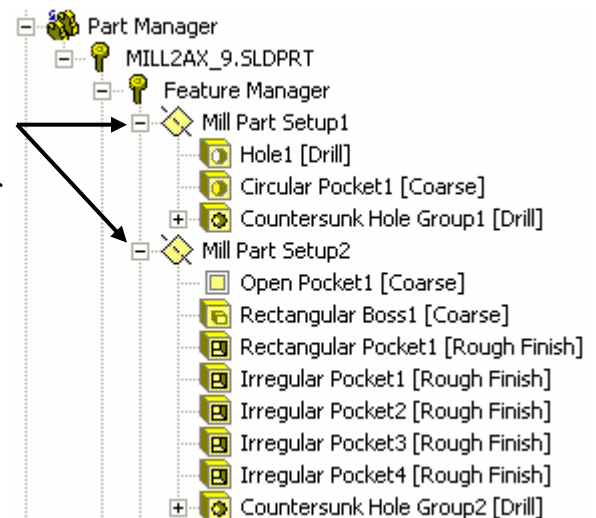 Part Manager
MILL2AX_9.SLDPRT
Feature Manager
Mill Part Setup1
Hole1 [Drill]
Circular Pocket1 [Coarse]
Countersunk Hole Group1 [Drill]
Mill Part Setup2
Open Pocket1 [Coarse]
Rectangular Boss1 [Coarse]
Rectangular Pocket1 [Rough Finish]
Irregular Pocket1 [Rough Finish]
Irregular Pocket2 [Rough Finish]
Irregular Pocket3 [Rough Finish]
Irregular Pocket4 [Rough Finish]
Countersunk Hole Group2 [Drill]